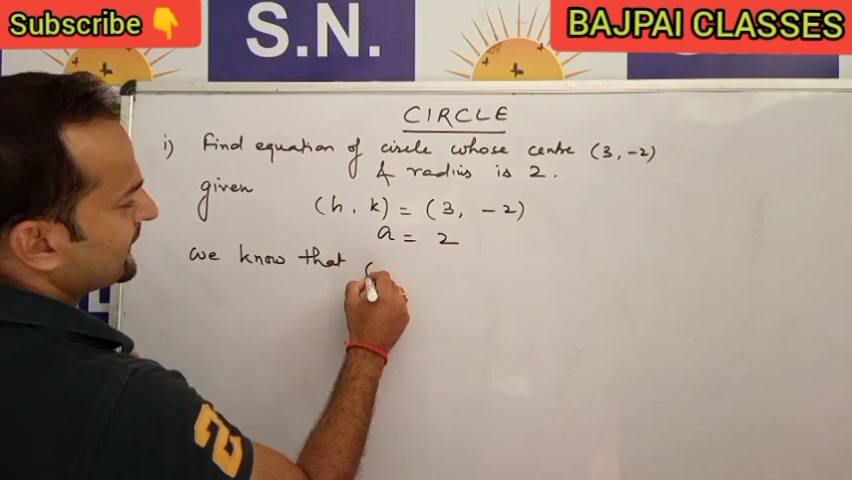 Subscribe 👇
S.N.
BAJPAI CLASSES
CIRCLE
i) Find equation of circle whose centre (3, -2)
& radius is 2.
given
(h, k) = (3, -2)
a = 2
we know that (
2